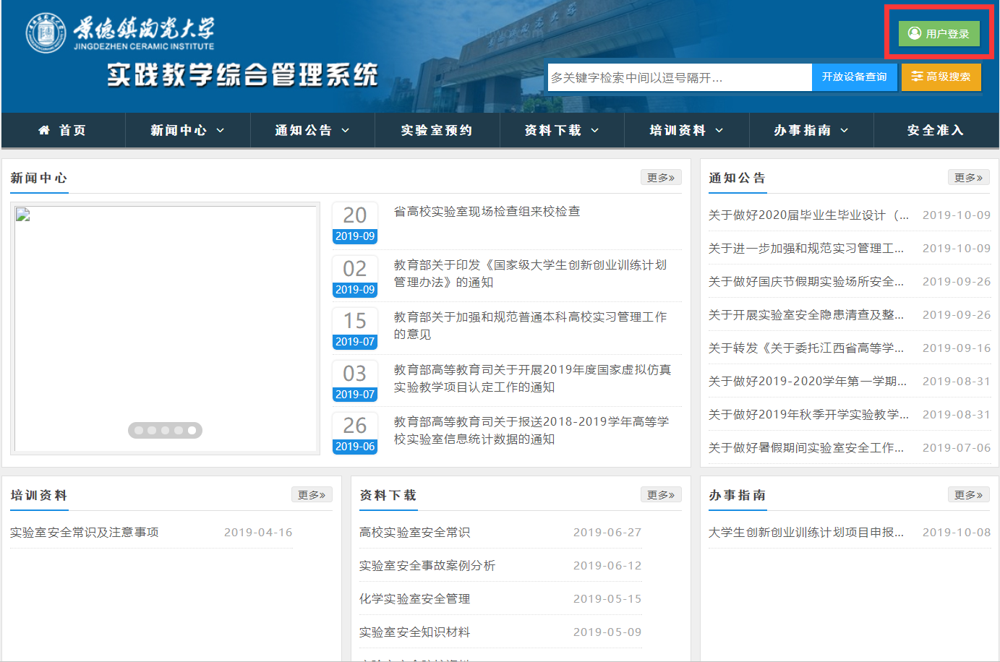 景德镇陶瓷大学
JINGDEZHEN CERAMIC INSTITUTE
实践教学综合管理系统
用户登录
多关键字检索中间以逗号隔开...
开放设备查询
高级搜索
首页
新闻中心
通知公告
实验室预约
资料下载
培训资料
办事指南
安全准入
新闻中心
更多»
20
2019-09
省高校实验室现场检查组来校检查
02
2019-09
教育部关于印发《国家级大学生创新创业训练计划
管理办法》的通知
15
2019-07
教育部关于加强和规范普通本科高校实习管理工作
的意见
03
2019-07
教育部高等教育司关于开展2019年度国家虚拟仿真
实验教学项目认定工作的通知
26
2019-06
教育部高等教育司关于报送2018-2019学年高等学
校实验室信息统计数据的通知
通知公告
更多»
关于做好2020届毕业生毕业设计（... 2019-10-09
关于进一步加强和规范实习管理工... 2019-10-09
关于做好国庆节假期实验场所安全... 2019-09-26
关于开展实验室安全隐患清查及整... 2019-09-26
关于转发《关于委托江西省高等学... 2019-09-16
关于做好2019-2020学年第一学期... 2019-08-31
关于做好2019年秋季开学实验教学... 2019-08-31
关于做好暑假期间实验室安全工作... 2019-07-06
培训资料
更多»
实验室安全常识及注意事项 2019-04-16
资料下载
更多»
高校实验室安全常识 2019-06-27
实验室安全事故案例分析 2019-06-12
化学实验室安全管理 2019-05-15
实验室安全知识材料 2019-05-09
办事指南
更多»
大学生创新创业训练计划项目申报... 2019-10-08